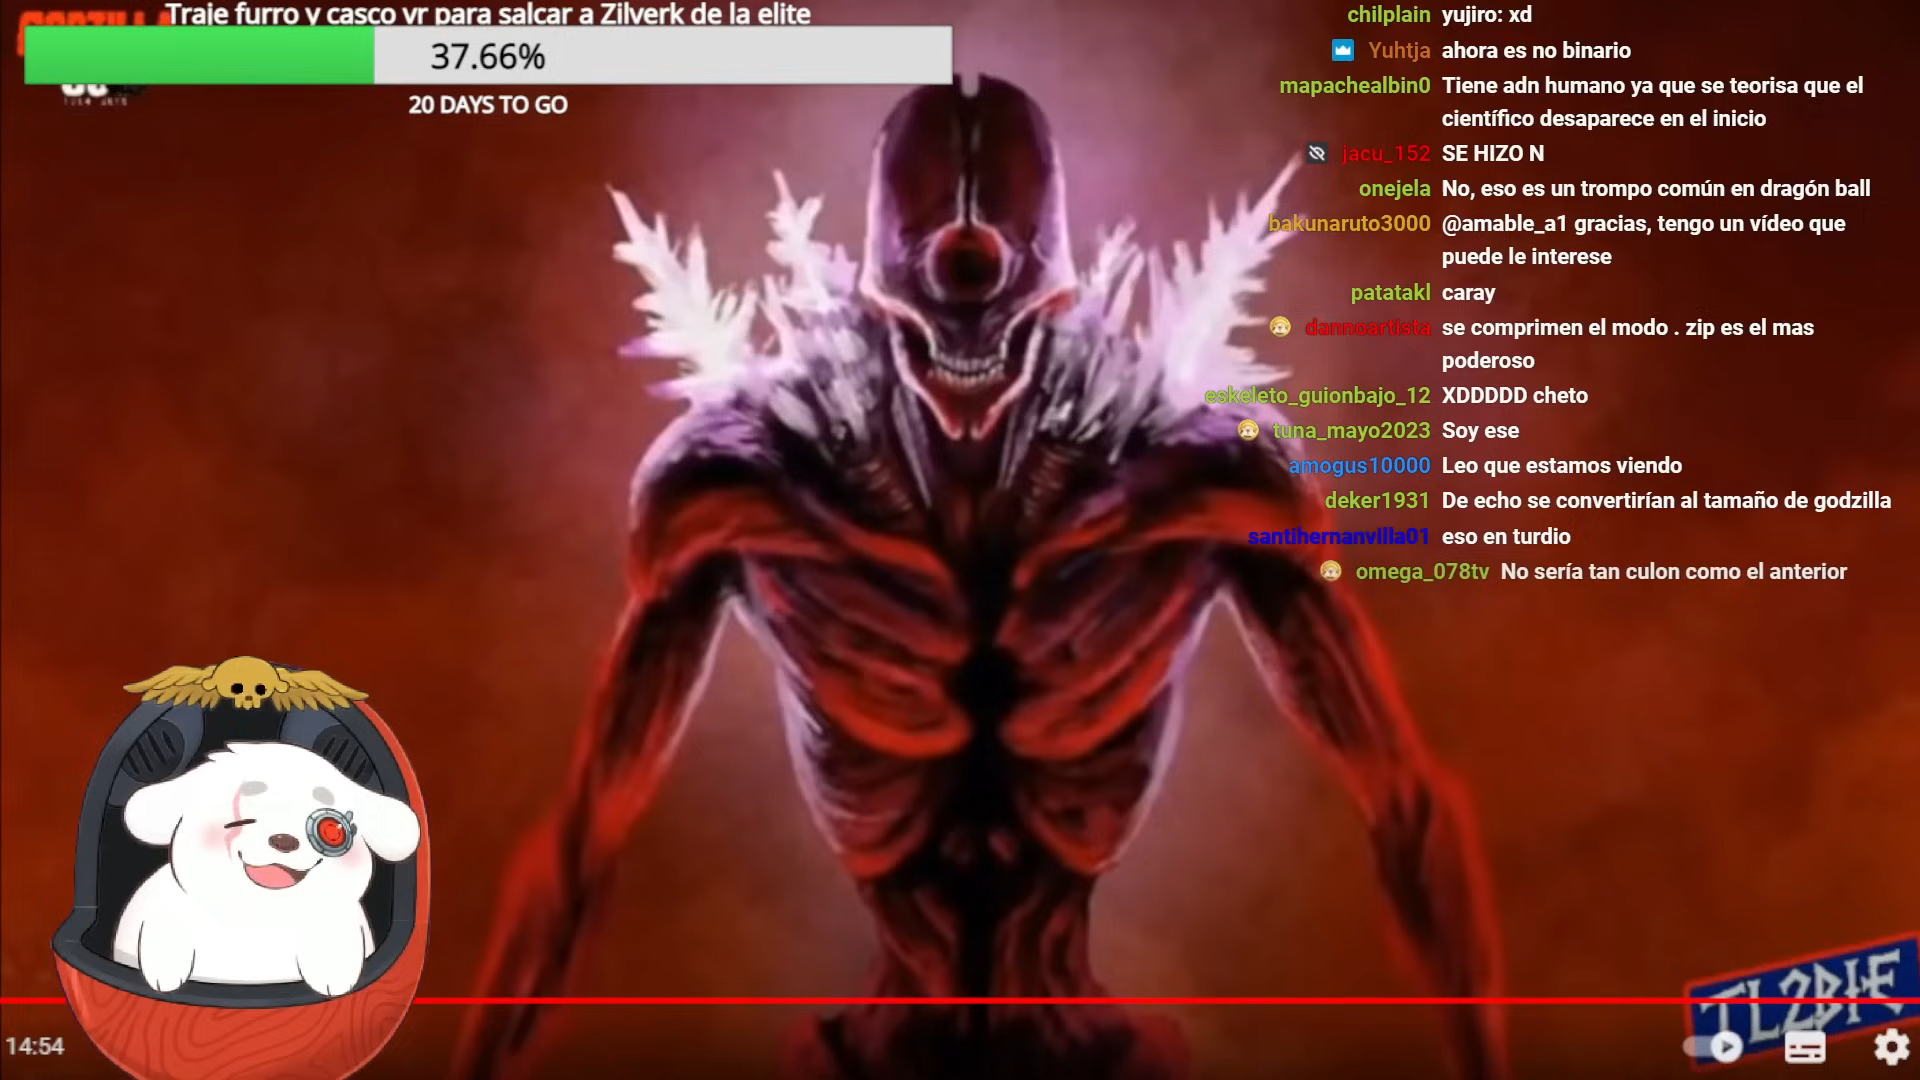 Traje furro y casco vr para salcar a Zilverk de la elite
37.66%
20 DAYS TO GO
chilplain yujiro: xd
Yuhtja ahora es no binario
mapachealbin0 Tiene adn humano ya que se teorisa que el
científico desaparece en el inicio
jacu_152 SE HIZO N
onejela No, eso es un trompo común en dragón ball
bakunaruto3000 @amable_a1 gracias, tengo un vídeo que
puede le interese
patatakl caray
dannoartista se comprimen el modo . zip es el mas
poderoso
eskeleto_guionbajo_12 XDDDDD cheto
tuna_mayo2023 Soy ese
amogus10000 Leo que estamos viendo
deker1931 De echo se convertirían al tamaño de godzilla
santihernanvilla01 eso en turdio
omega_078tv No sería tan culon como el anterior
14:54